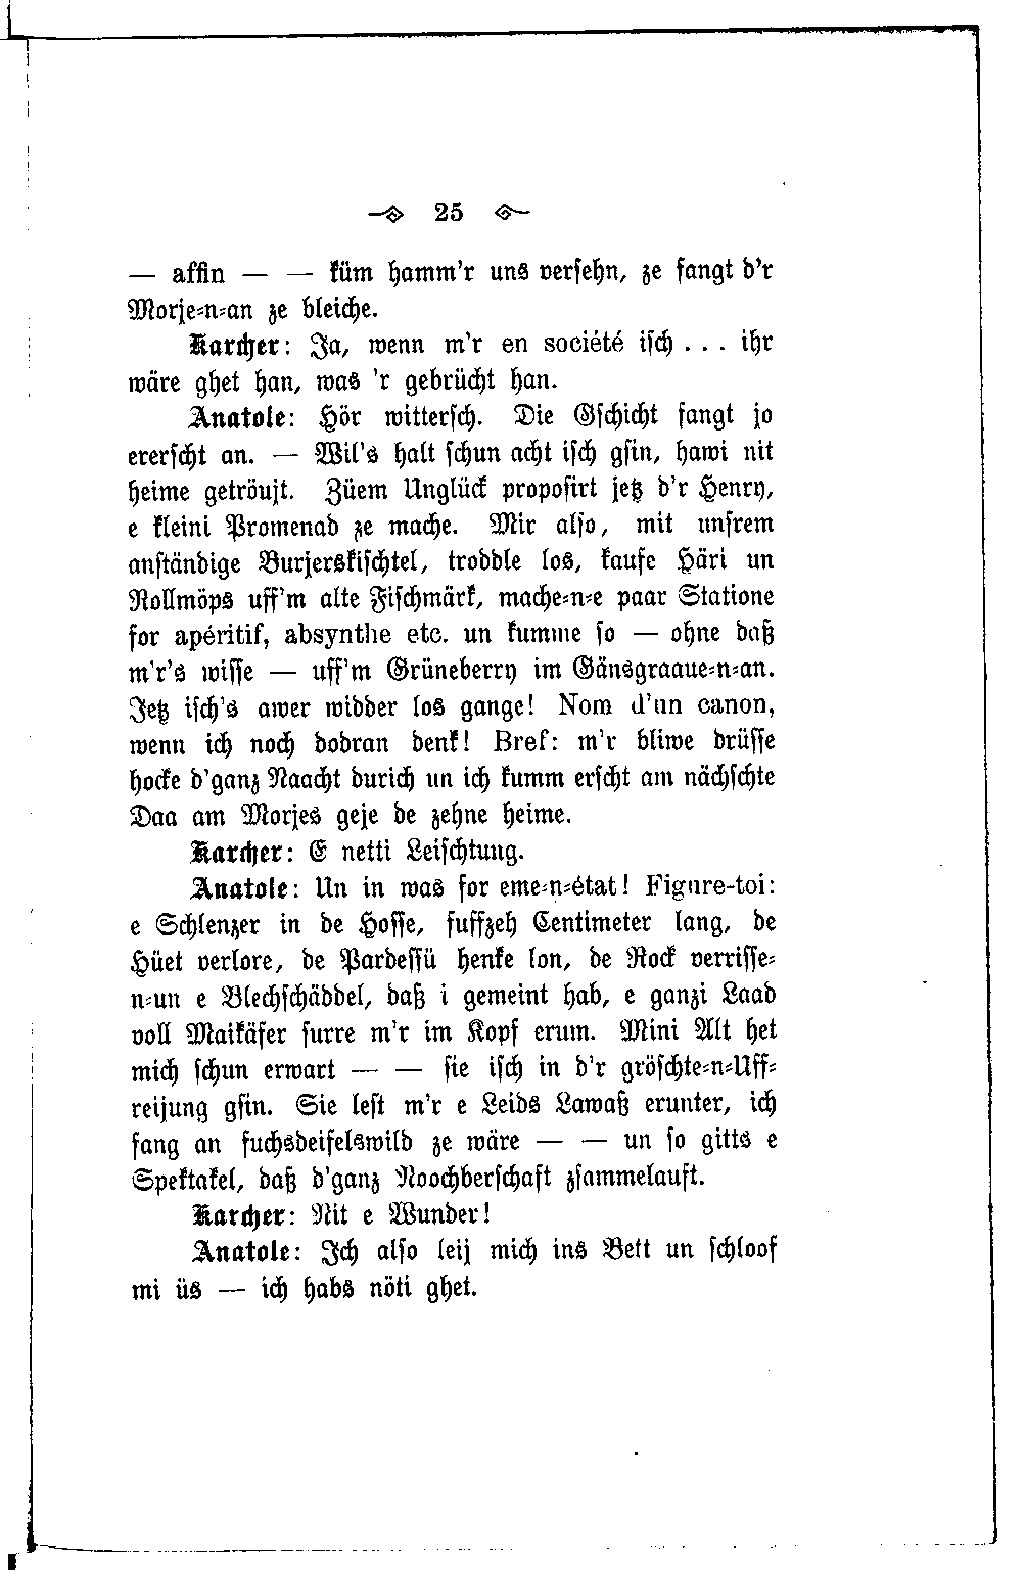 25
— affin — — küm hamm'r uns versehn, ze fangt d'r
Morje-n-an ze bleiche.
Karcher: Ja, wenn m'r en société isch . . . ihr
wäre ghet han, was 'r gebrücht han.
Anatole: Hör wittersch. Die Gschicht fangt jo
ererscht an. — Wil's halt schun acht isch gsin, hawi nit
heime getröujt. Züem Unglück proposirt jetz d'r Henry,
e kleini Promenad ze mache. Mir also, mit unsrem
anständige Burjerskischtel, troddle los, kaufe Häri un
Rollmöps uff'm alte Fischmärk, mache-n-e paar Statione
for apéritif, absynthe etc. un kumme so — ohne daß
m'r's wisse — uff'm Grüneberry im Gänsgraaue-n-an.
Jetz isch's awer widder los gange! Nom d'un canon,
wenn ich noch dodran denk! Bref: m'r bliwe drüsse
hocke d'ganz Naacht durich un ich kumm erscht am nächschte
Daa am Morjes geje de zehne heime.
Karcher: E netti Leischtung.
Anatole: Un in was for eme-n-état! Figure-toi:
e Schlenzer in de Hosse, fuffzeh Centimeter lang, de
Hüet verlore, de Pardessü henke lon, de Rock verrisse-
n-un e Blechschäddel, daß i gemeint hab, e ganzi Laad
voll Maikäfer surre m'r im Kopf erum. Mini Alt het
mich schun erwart — — sie isch in d'r gröschte-n-Uff-
reijung gsin. Sie lest m'r e Leids Lawaß erunter, ich
fang an fuchsdeifelswild ze wäre — — un so gitts e
Spektakel, daß d'ganz Noochberschaft zsammelauft.
Karcher: Nit e Wunder!
Anatole: Ich also leij mich ins Bett un schloof
mi üs — ich habs nöti ghet.